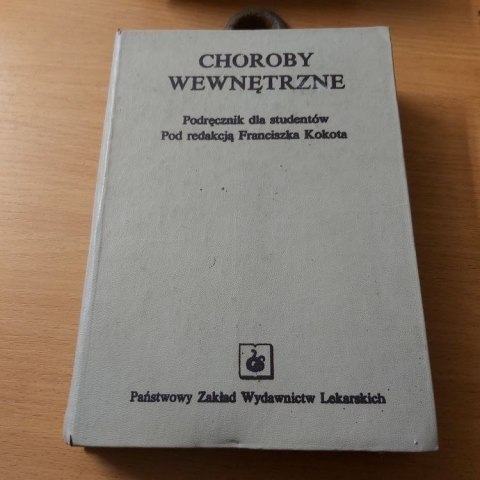 CHOROBY
WEWNĘTRZNE
Podręcznik dla studentów
Pod redakcją Franciszka Kokota
Państwowy Zakład Wydawnictw Lekarskich